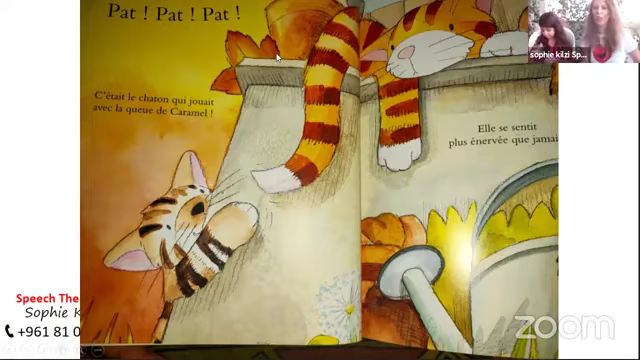 Pat ! Pat ! Pat !
C'était le chaton qui jouait
avec la queue de Caramel !
Elle se sentit
plus énervée que jamai
sophie kilzi Sp...
Speech The
Sophie K
+961 81 0
zoom